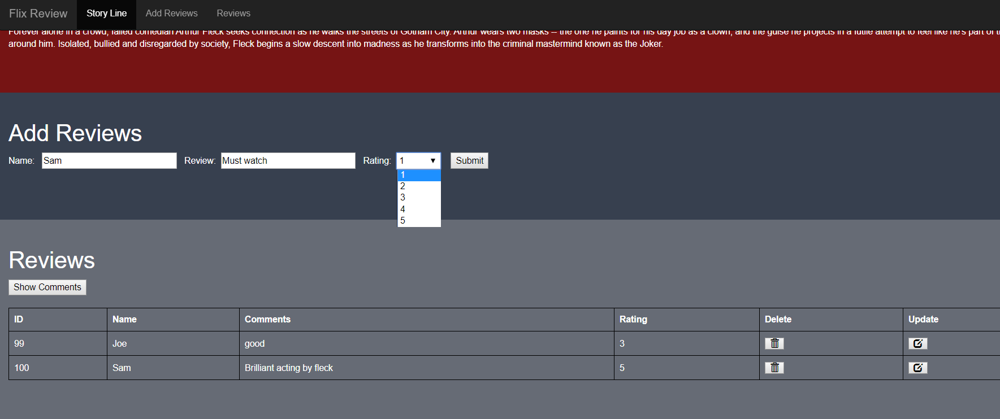 Flix Review Story Line Add Reviews Reviews
Forever alone in a crowd, failed comedian Arthur Fleck seeks connection as he walks the streets of Gotham City. Arthur wears two masks -- the one he paints for his day job as a clown, and the guise he projects in a futile attempt to feel like he's part of
around him. Isolated, bullied and disregarded by society, Fleck begins a slow descent into madness as he transforms into the criminal mastermind known as the Joker.
Add Reviews
Name: Sam Review: Must watch Rating: 1 Submit
1
2
3
4
5
Reviews
Show Comments
ID Name Comments Rating Delete Update
99 Joe good 3
100 Sam Brilliant acting by fleck 5